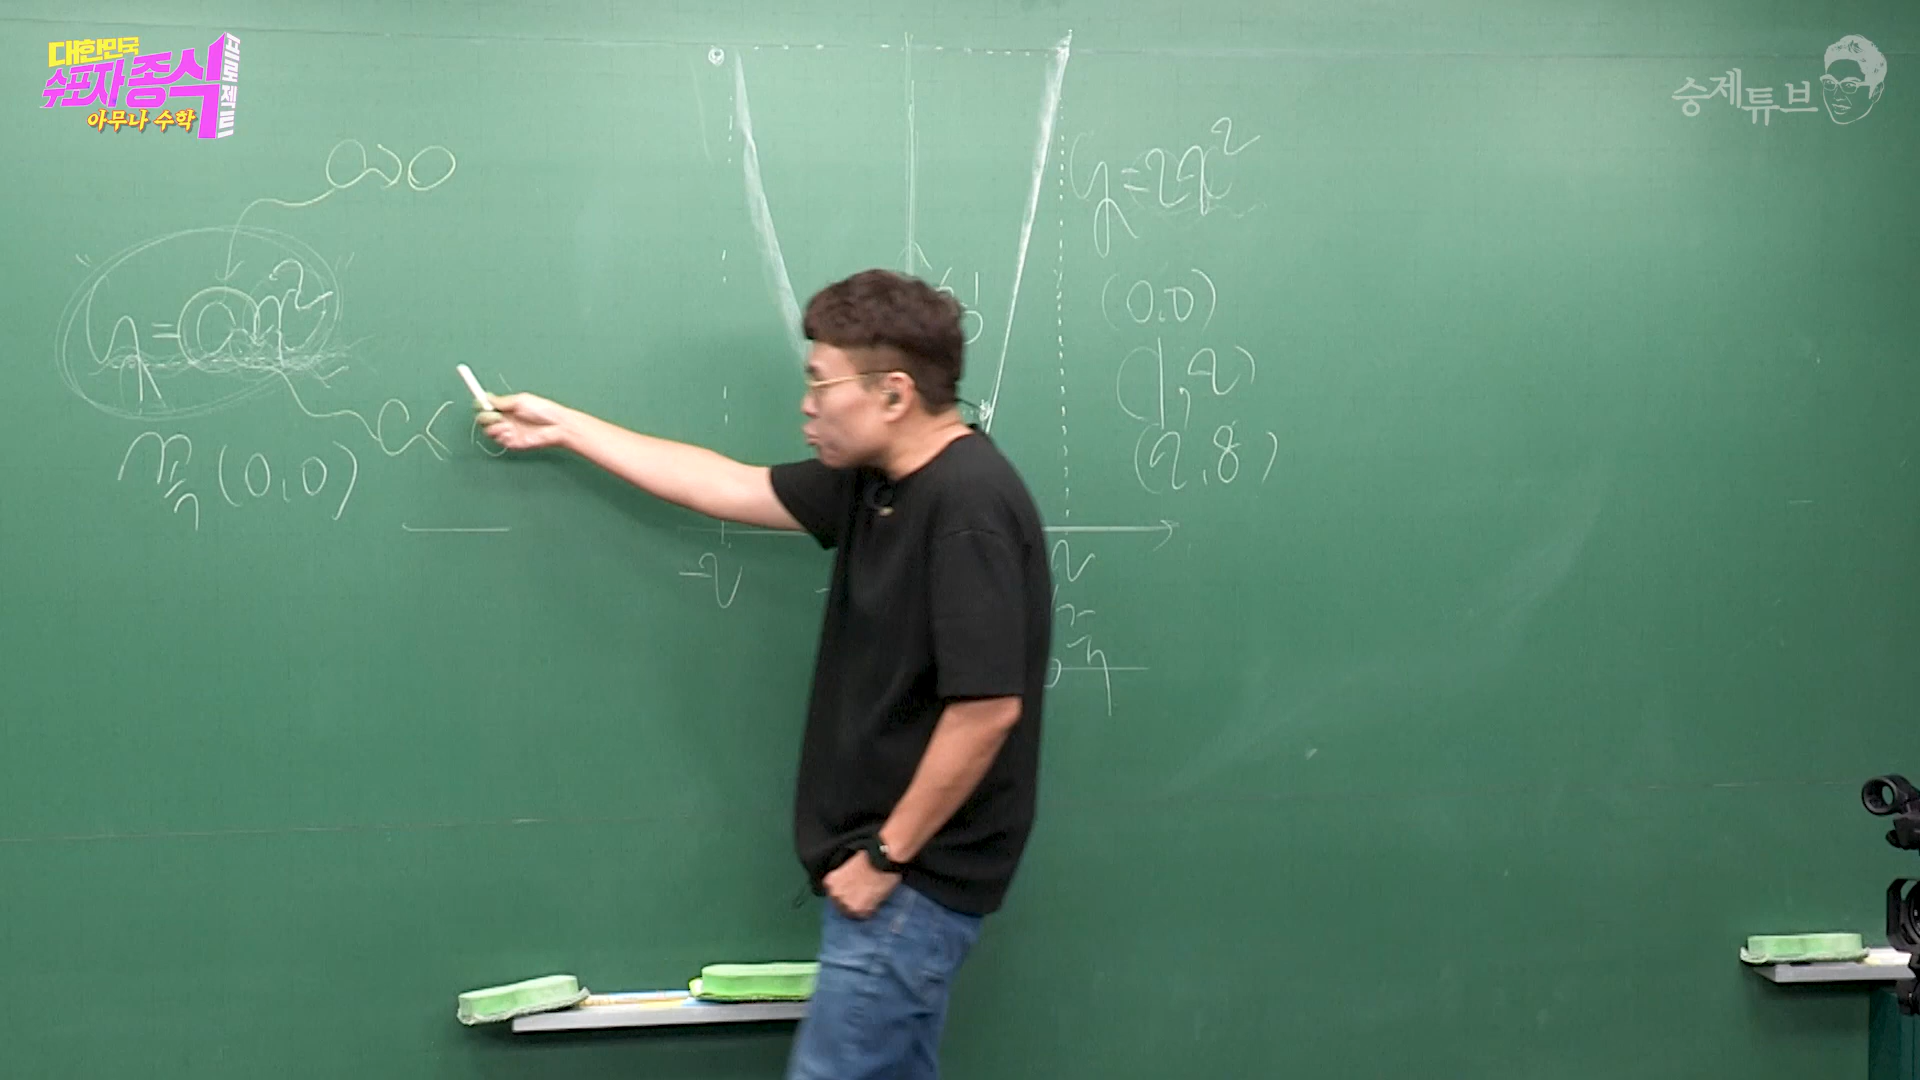 대한민국
수포자 종식
프로젝트!
아무나 수학
승제튜브
a>0
"y=ax²"
a<0
꼭(0,0)
y=2x²
(0,0)
(1,2)
(2,8)
-2
2